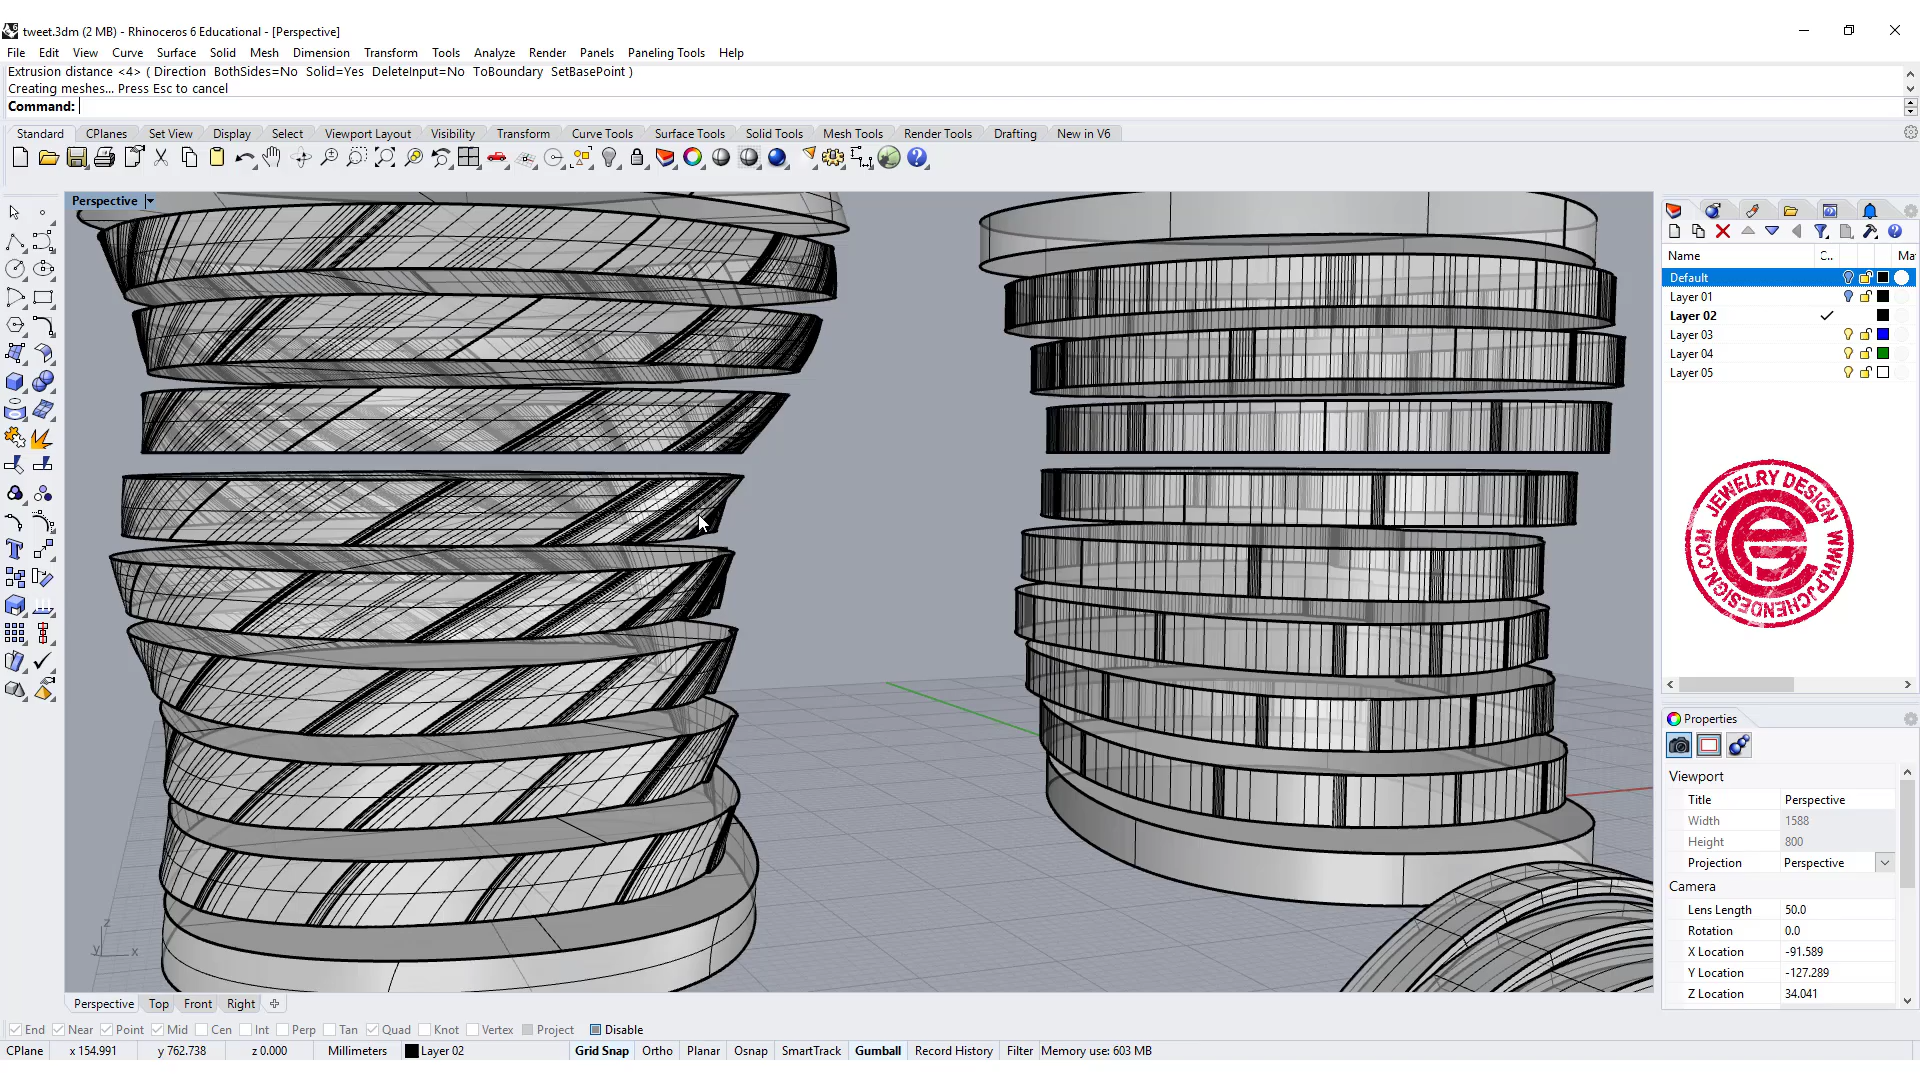 tweet.3dm (2 MB) - Rhinoceros 6 Educational - [Perspective]
File Edit View Curve Surface Solid Mesh Dimension Transform Tools Analyze Render Panels Paneling Tools Help
Extrusion distance <4> ( Direction BothSides=No Solid=Yes DeleteInput=No ToBoundary SetBasePoint )
Creating meshes... Press Esc to cancel
Command:
Standard CPlanes Set View Display Select Viewport Layout Visibility Transform Curve Tools Surface Tools Solid Tools Mesh Tools Render Tools Drafting New in V6
Perspective
Name C.. Ma
Default
Layer 01
Layer 02
Layer 03
Layer 04
Layer 05
JEWELRY DESIGN
WWW.PJCHENDESIGN.COM
Properties
Viewport
Title Perspective
Width 1588
Height 800
Projection Perspective
Camera
Lens Length 50.0
Rotation 0.0
X Location -91.589
Y Location -127.289
Z Location 34.041
z
y x
Perspective Top Front Right
End Near Point Mid Cen Int Perp Tan Quad Knot Vertex Project Disable
CPlane x 154.991 y 762.738 z 0.000 Millimeters Layer 02 Grid Snap Ortho Planar Osnap SmartTrack Gumball Record History Filter Memory use: 603 MB